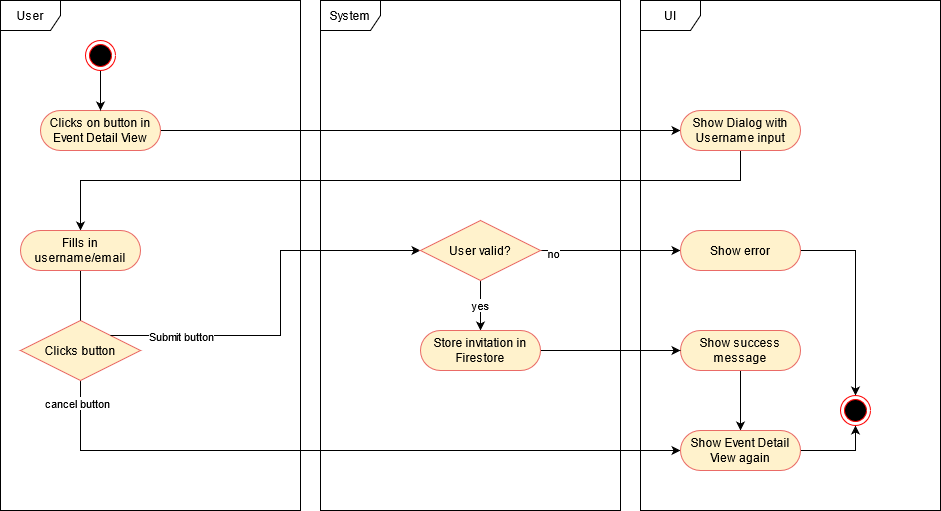 User
System
UI
Clicks on button in
Event Detail View
Show Dialog with
Username input
Fills in
username/email
User valid?
no
Show error
yes
Submit button
Clicks button
Store invitation in
Firestore
Show success
message
cancel button
Show Event Detail
View again